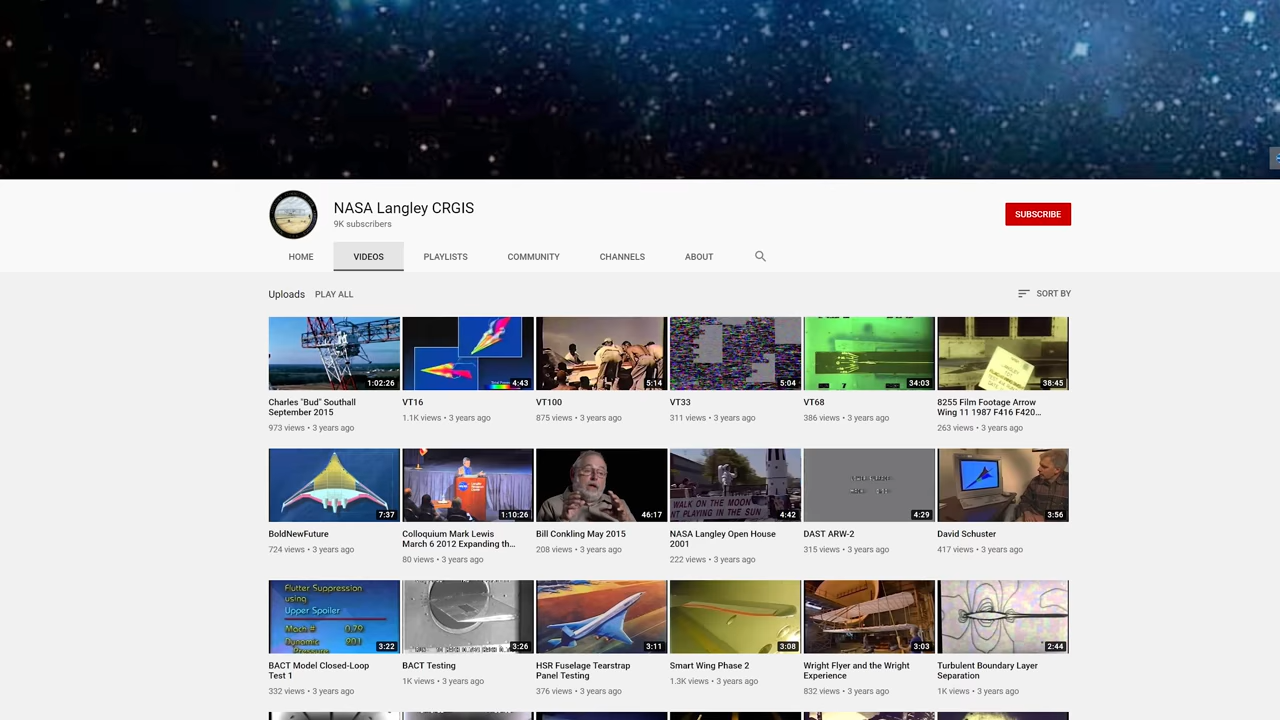 NASA Langley CRGIS
9K subscribers
SUBSCRIBE
HOME
VIDEOS
PLAYLISTS
COMMUNITY
CHANNELS
ABOUT
Uploads
PLAY ALL
SORT BY
1:02:26
4:43
5:14
5:04
34:03
38:45
Charles "Bud" Southall
September 2015
973 views • 3 years ago
VT16
1.1K views • 3 years ago
VT100
875 views • 3 years ago
VT33
311 views • 3 years ago
VT68
386 views • 3 years ago
8255 Film Footage Arrow
Wing 11 1987 F416 F420...
263 views • 3 years ago
7:37
1:10:26
46:17
WALK ON THE MOON
NT PLAYING IN THE SUN
4:42
4:29
3:56
BoldNewFuture
724 views • 3 years ago
Colloquium Mark Lewis
March 6 2012 Expanding th...
80 views • 3 years ago
Bill Conkling May 2015
208 views • 3 years ago
NASA Langley Open House
2001
222 views • 3 years ago
DAST ARW-2
315 views • 3 years ago
David Schuster
417 views • 3 years ago
Flutter Suppression
using
Upper Spoiler
Mach # 0.79
Dynamic
Pressure
3:22
3:26
3:11
3:08
3:03
2:44
BACT Model Closed-Loop
Test 1
332 views • 3 years ago
BACT Testing
1K views • 3 years ago
HSR Fuselage Tearstrap
Panel Testing
376 views • 3 years ago
Smart Wing Phase 2
1.3K views • 3 years ago
Wright Flyer and the Wright
Experience
832 views • 3 years ago
Turbulent Boundary Layer
Separation
1K views • 3 years ago